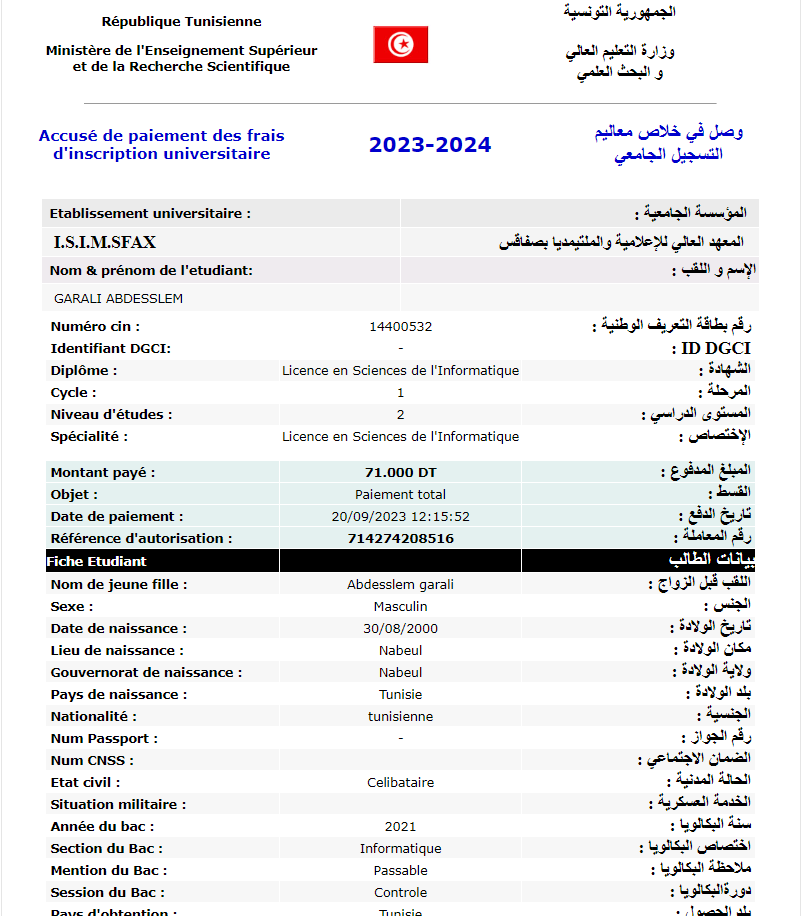 République Tunisienne
الجمهورية التونسية
Ministère de l'Enseignement Supérieur
et de la Recherche Scientifique
وزارة التعليم العالي
و البحث العلمي
Accusé de paiement des frais
d'inscription universitaire
2023-2024
وصل في خلاص معاليم
التسجيل الجامعي
Etablissement universitaire : المؤسسة الجامعية :
I.S.I.M.SFAX المعهد العالي للإعلامية والملتيمديا بصفاقس
Nom & prénom de l'etudiant: الإسم و اللقب :
GARALI ABDESSLEM
Numéro cin : 14400532 رقم بطاقة التعريف الوطنية :
Identifiant DGCI: - ID DGCI :
Diplôme : Licence en Sciences de l'Informatique الشهادة :
Cycle : 1 المرحلة :
Niveau d'études : 2 المستوى الدراسي :
Spécialité : Licence en Sciences de l'Informatique الإختصاص :
Montant payé : 71.000 DT المبلغ المدفوع :
Objet : Paiement total القسط :
Date de paiement : 20/09/2023 12:15:52 تاريخ الدفع :
Référence d'autorisation : 714274208516 رقم المعاملة :
Fiche Etudiant بيانات الطالب
Nom de jeune fille : Abdesslem garali اللقب قبل الزواج :
Sexe : Masculin الجنس :
Date de naissance : 30/08/2000 تاريخ الولادة :
Lieu de naissance : Nabeul مكان الولادة :
Gouvernorat de naissance : Nabeul ولاية الولادة :
Pays de naissance : Tunisie بلد الولادة :
Nationalité : tunisienne الجنسية :
Num Passport : - رقم الجواز :
Num CNSS : الضمان الاجتماعي :
Etat civil : Celibataire الحالة المدنية :
Situation militaire : الخدمة العسكرية :
Année du bac : 2021 سنة البكالويا :
Section du Bac : Informatique اختصاص البكالويا :
Mention du Bac : Passable ملاحظة البكالويا :
Session du Bac : Controle دورةالبكالويا :
Pays d'obtention : Tunisie بلد الحصول :